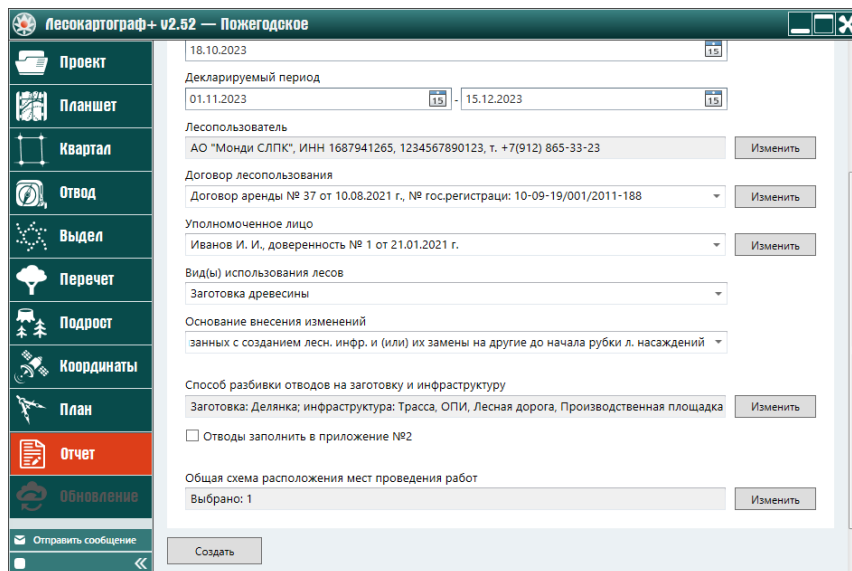 Лесокартограф+ v2.52 — Пожегодское
Проект
Планшет
Квартал
Отвод
Выдел
Перечет
Подрост
Координаты
План
Отчет
Обновление
Отправить сообщение
«
18.10.2023 15
Декларируемый период
01.11.2023 15 - 15.12.2023 15
Лесопользователь
АО "Монди СЛПК", ИНН 1687941265, 1234567890123, т. +7(912) 865-33-23 Изменить
Договор лесопользования
Договор аренды № 37 от 10.08.2021 г., № гос.регистраци: 10-09-19/001/2011-188 Изменить
Уполномоченное лицо
Иванов И. И., доверенность № 1 от 21.01.2021 г. Изменить
Вид(ы) использования лесов
Заготовка древесины
Основание внесения изменений
занных с созданием лесн. инфр. и (или) их замены на другие до начала рубки л. насаждений
Способ разбивки отводов на заготовку и инфраструктуру
Заготовка: Делянка; инфраструктура: Трасса, ОПИ, Лесная дорога, Производственная площадка Изменить
Отводы заполнить в приложение №2
Общая схема расположения мест проведения работ
Выбрано: 1 Изменить
Создать